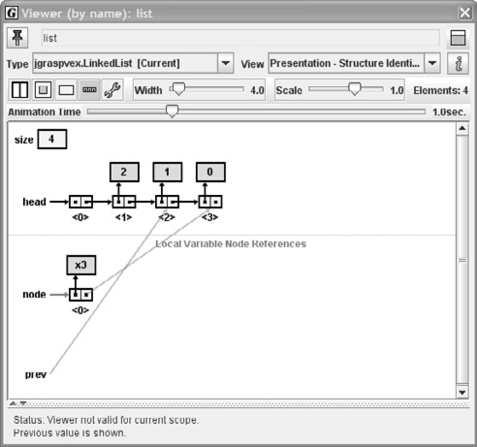 Viewer (by name): list
list
Type jgraspvex.LinkedList [Current] View Presentation - Structure Identi...
Width 4.0 Scale 1.0 Elements: 4
Animation Time 1.0sec.
size 4
2 1 0
head
<0> <1> <2> <3>
Local Variable Node References
x3
node
<0>
prev
Status: Viewer not valid for current scope.
Previous value is shown.